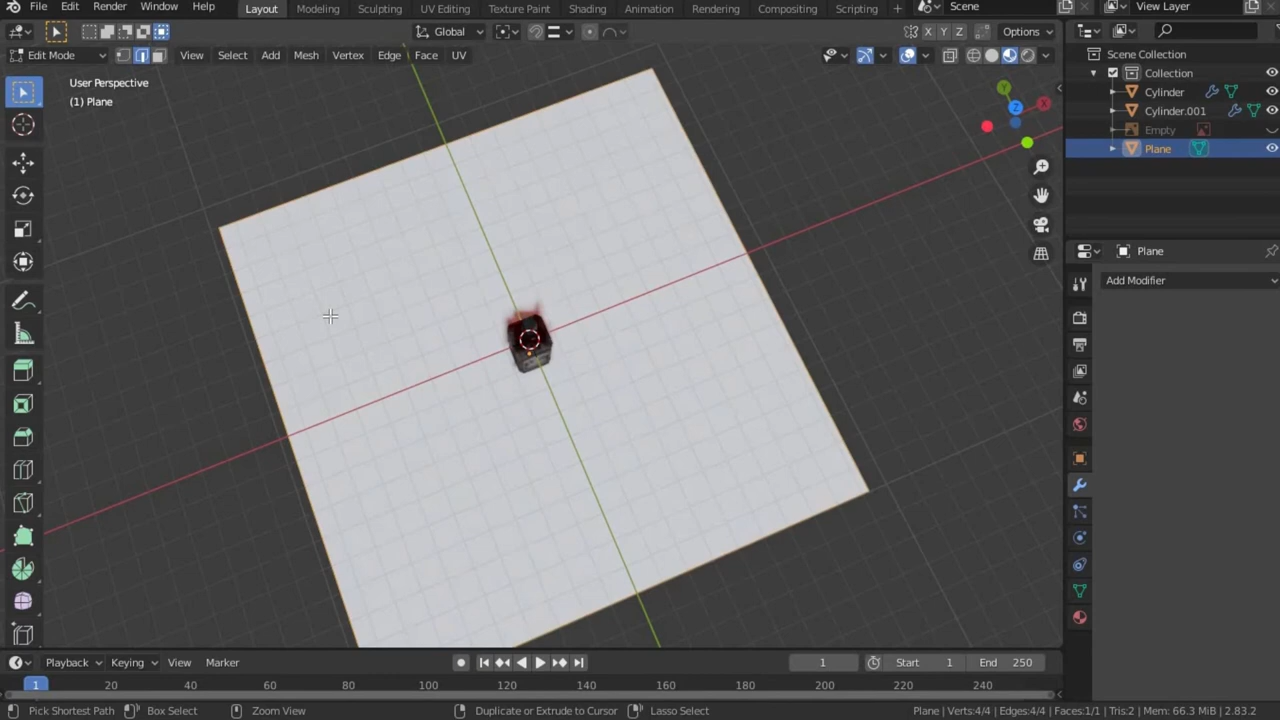 File Edit Render Window Help Layout Modeling Sculpting UV Editing Texture Paint Shading Animation Rendering Compositing Scripting Scene View Layer
Global Options
Edit Mode View Select Add Mesh Vertex Edge Face UV X Y Z
User Perspective
(1) Plane
Y
Z
X
Scene Collection
Collection
Cylinder
Cylinder.001
Empty
Plane
Plane
Add Modifier
Playback Keying View Marker 1 Start 1 End 250
1 20 40 60 80 100 120 140 160 180 200 220 240
Pick Shortest Path Box Select Zoom View Duplicate or Extrude to Cursor Lasso Select Plane | Verts:4/4 | Edges:4/4 | Faces:1/1 | Tris:2 | Mem: 66.3 MiB | 2.83.2